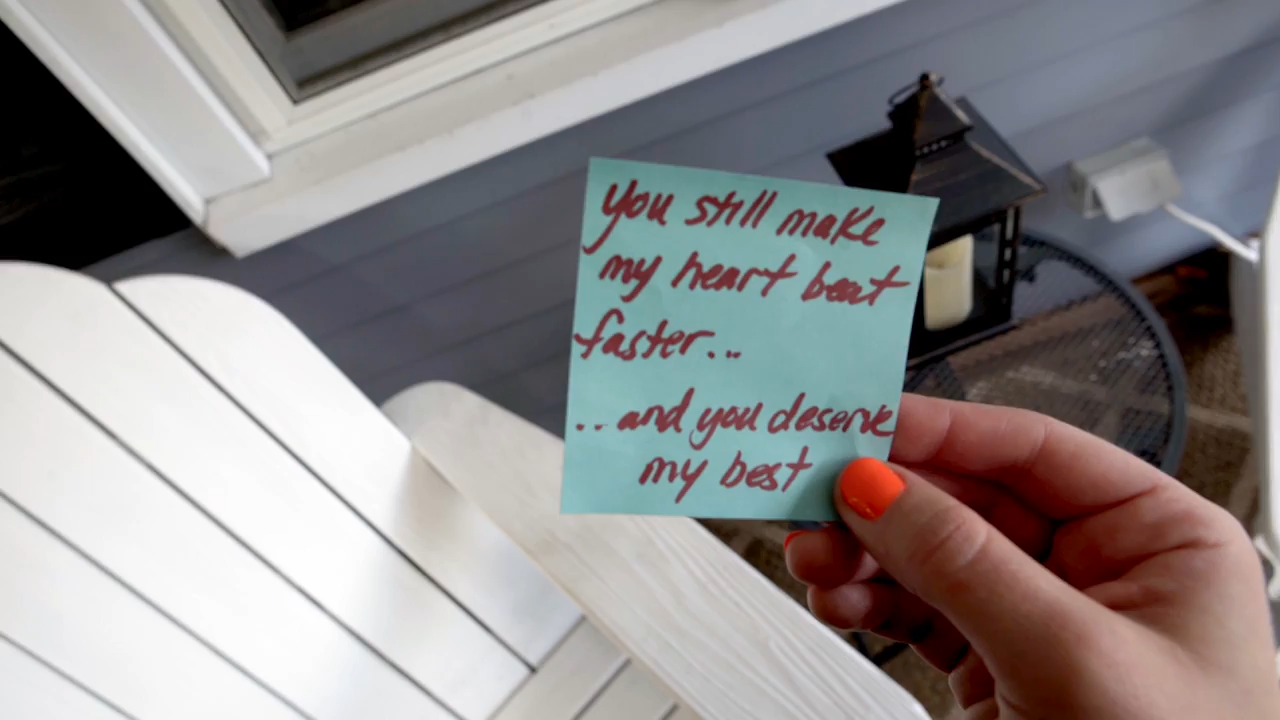 you still make
my heart beat
faster...
..and you deserve
my best